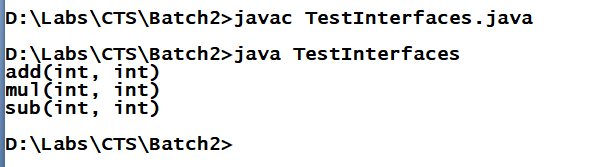 D:\Labs\CTS\Batch2>javac TestInterfaces.java
D:\Labs\CTS\Batch2>java TestInterfaces
add(int, int)
mul(int, int)
sub(int, int)
D:\Labs\CTS\Batch2>